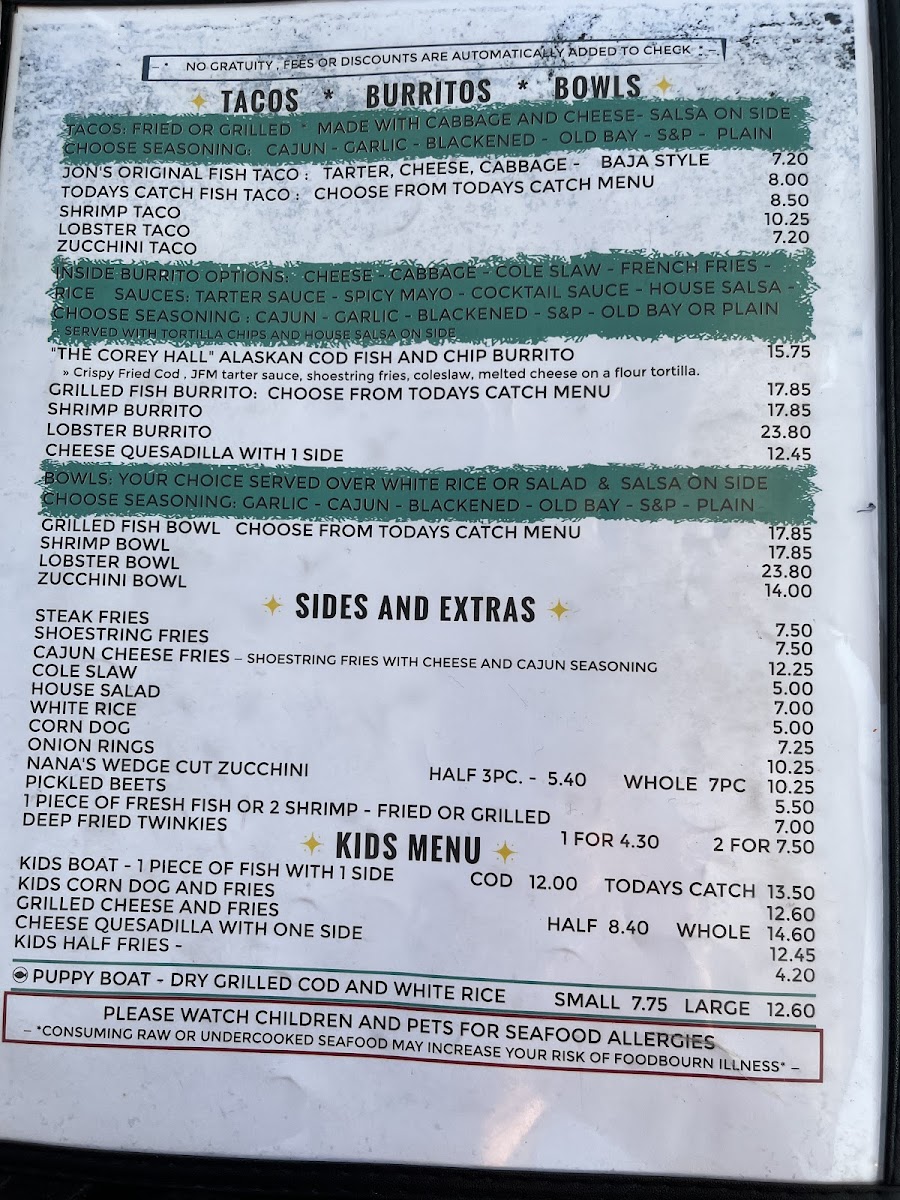 NO GRATUITY , FEES OR DISCOUNTS ARE AUTOMATICALLY ADDED TO CHECK
TACOS * BURRITOS * BOWLS
TACOS: FRIED OR GRILLED * MADE WITH CABBAGE AND CHEESE- SALSA ON SIDE
CHOOSE SEASONING: CAJUN - GARLIC - BLACKENED - OLD BAY - S&P - PLAIN
JON'S ORIGINAL FISH TACO : TARTER, CHEESE, CABBAGE - BAJA STYLE 7.20
TODAYS CATCH FISH TACO : CHOOSE FROM TODAYS CATCH MENU 8.00
SHRIMP TACO 8.50
LOBSTER TACO 10.25
ZUCCHINI TACO 7.20
INSIDE BURRITO OPTIONS: CHEESE - CABBAGE - COLE SLAW - FRENCH FRIES -
RICE SAUCES: TARTER SAUCE - SPICY MAYO - COCKTAIL SAUCE - HOUSE SALSA -
CHOOSE SEASONING : CAJUN - GARLIC - BLACKENED - S&P - OLD BAY OR PLAIN
SERVED WITH TORTILLA CHIPS AND HOUSE SALSA ON SIDE
"THE COREY HALL" ALASKAN COD FISH AND CHIP BURRITO 15.75
» Crispy Fried Cod , JFM tarter sauce, shoestring fries, coleslaw, melted cheese on a flour tortilla.
GRILLED FISH BURRITO: CHOOSE FROM TODAYS CATCH MENU 17.85
SHRIMP BURRITO 17.85
LOBSTER BURRITO 23.80
CHEESE QUESADILLA WITH 1 SIDE 12.45
BOWLS: YOUR CHOICE SERVED OVER WHITE RICE OR SALAD & SALSA ON SIDE
CHOOSE SEASONING: GARLIC - CAJUN - BLACKENED - OLD BAY - S&P - PLAIN
GRILLED FISH BOWL CHOOSE FROM TODAYS CATCH MENU 17.85
SHRIMP BOWL 17.85
LOBSTER BOWL 23.80
ZUCCHINI BOWL 14.00
SIDES AND EXTRAS
STEAK FRIES 7.50
SHOESTRING FRIES 7.50
CAJUN CHEESE FRIES – SHOESTRING FRIES WITH CHEESE AND CAJUN SEASONING 12.25
COLE SLAW 5.00
HOUSE SALAD 7.00
WHITE RICE 5.00
CORN DOG 7.25
ONION RINGS 10.25
NANA'S WEDGE CUT ZUCCHINI HALF 3PC. - 5.40 WHOLE 7PC 10.25
PICKLED BEETS 5.50
1 PIECE OF FRESH FISH OR 2 SHRIMP - FRIED OR GRILLED 7.00
DEEP FRIED TWINKIES 1 FOR 4.30 2 FOR 7.50
KIDS MENU
KIDS BOAT - 1 PIECE OF FISH WITH 1 SIDE COD 12.00 TODAYS CATCH 13.50
KIDS CORN DOG AND FRIES 12.60
GRILLED CHEESE AND FRIES HALF 8.40 WHOLE 14.60
CHEESE QUESADILLA WITH ONE SIDE 12.45
KIDS HALF FRIES - 4.20
PUPPY BOAT - DRY GRILLED COD AND WHITE RICE SMALL 7.75 LARGE 12.60
PLEASE WATCH CHILDREN AND PETS FOR SEAFOOD ALLERGIES
– *CONSUMING RAW OR UNDERCOOKED SEAFOOD MAY INCREASE YOUR RISK OF FOODBOURN ILLNESS* –